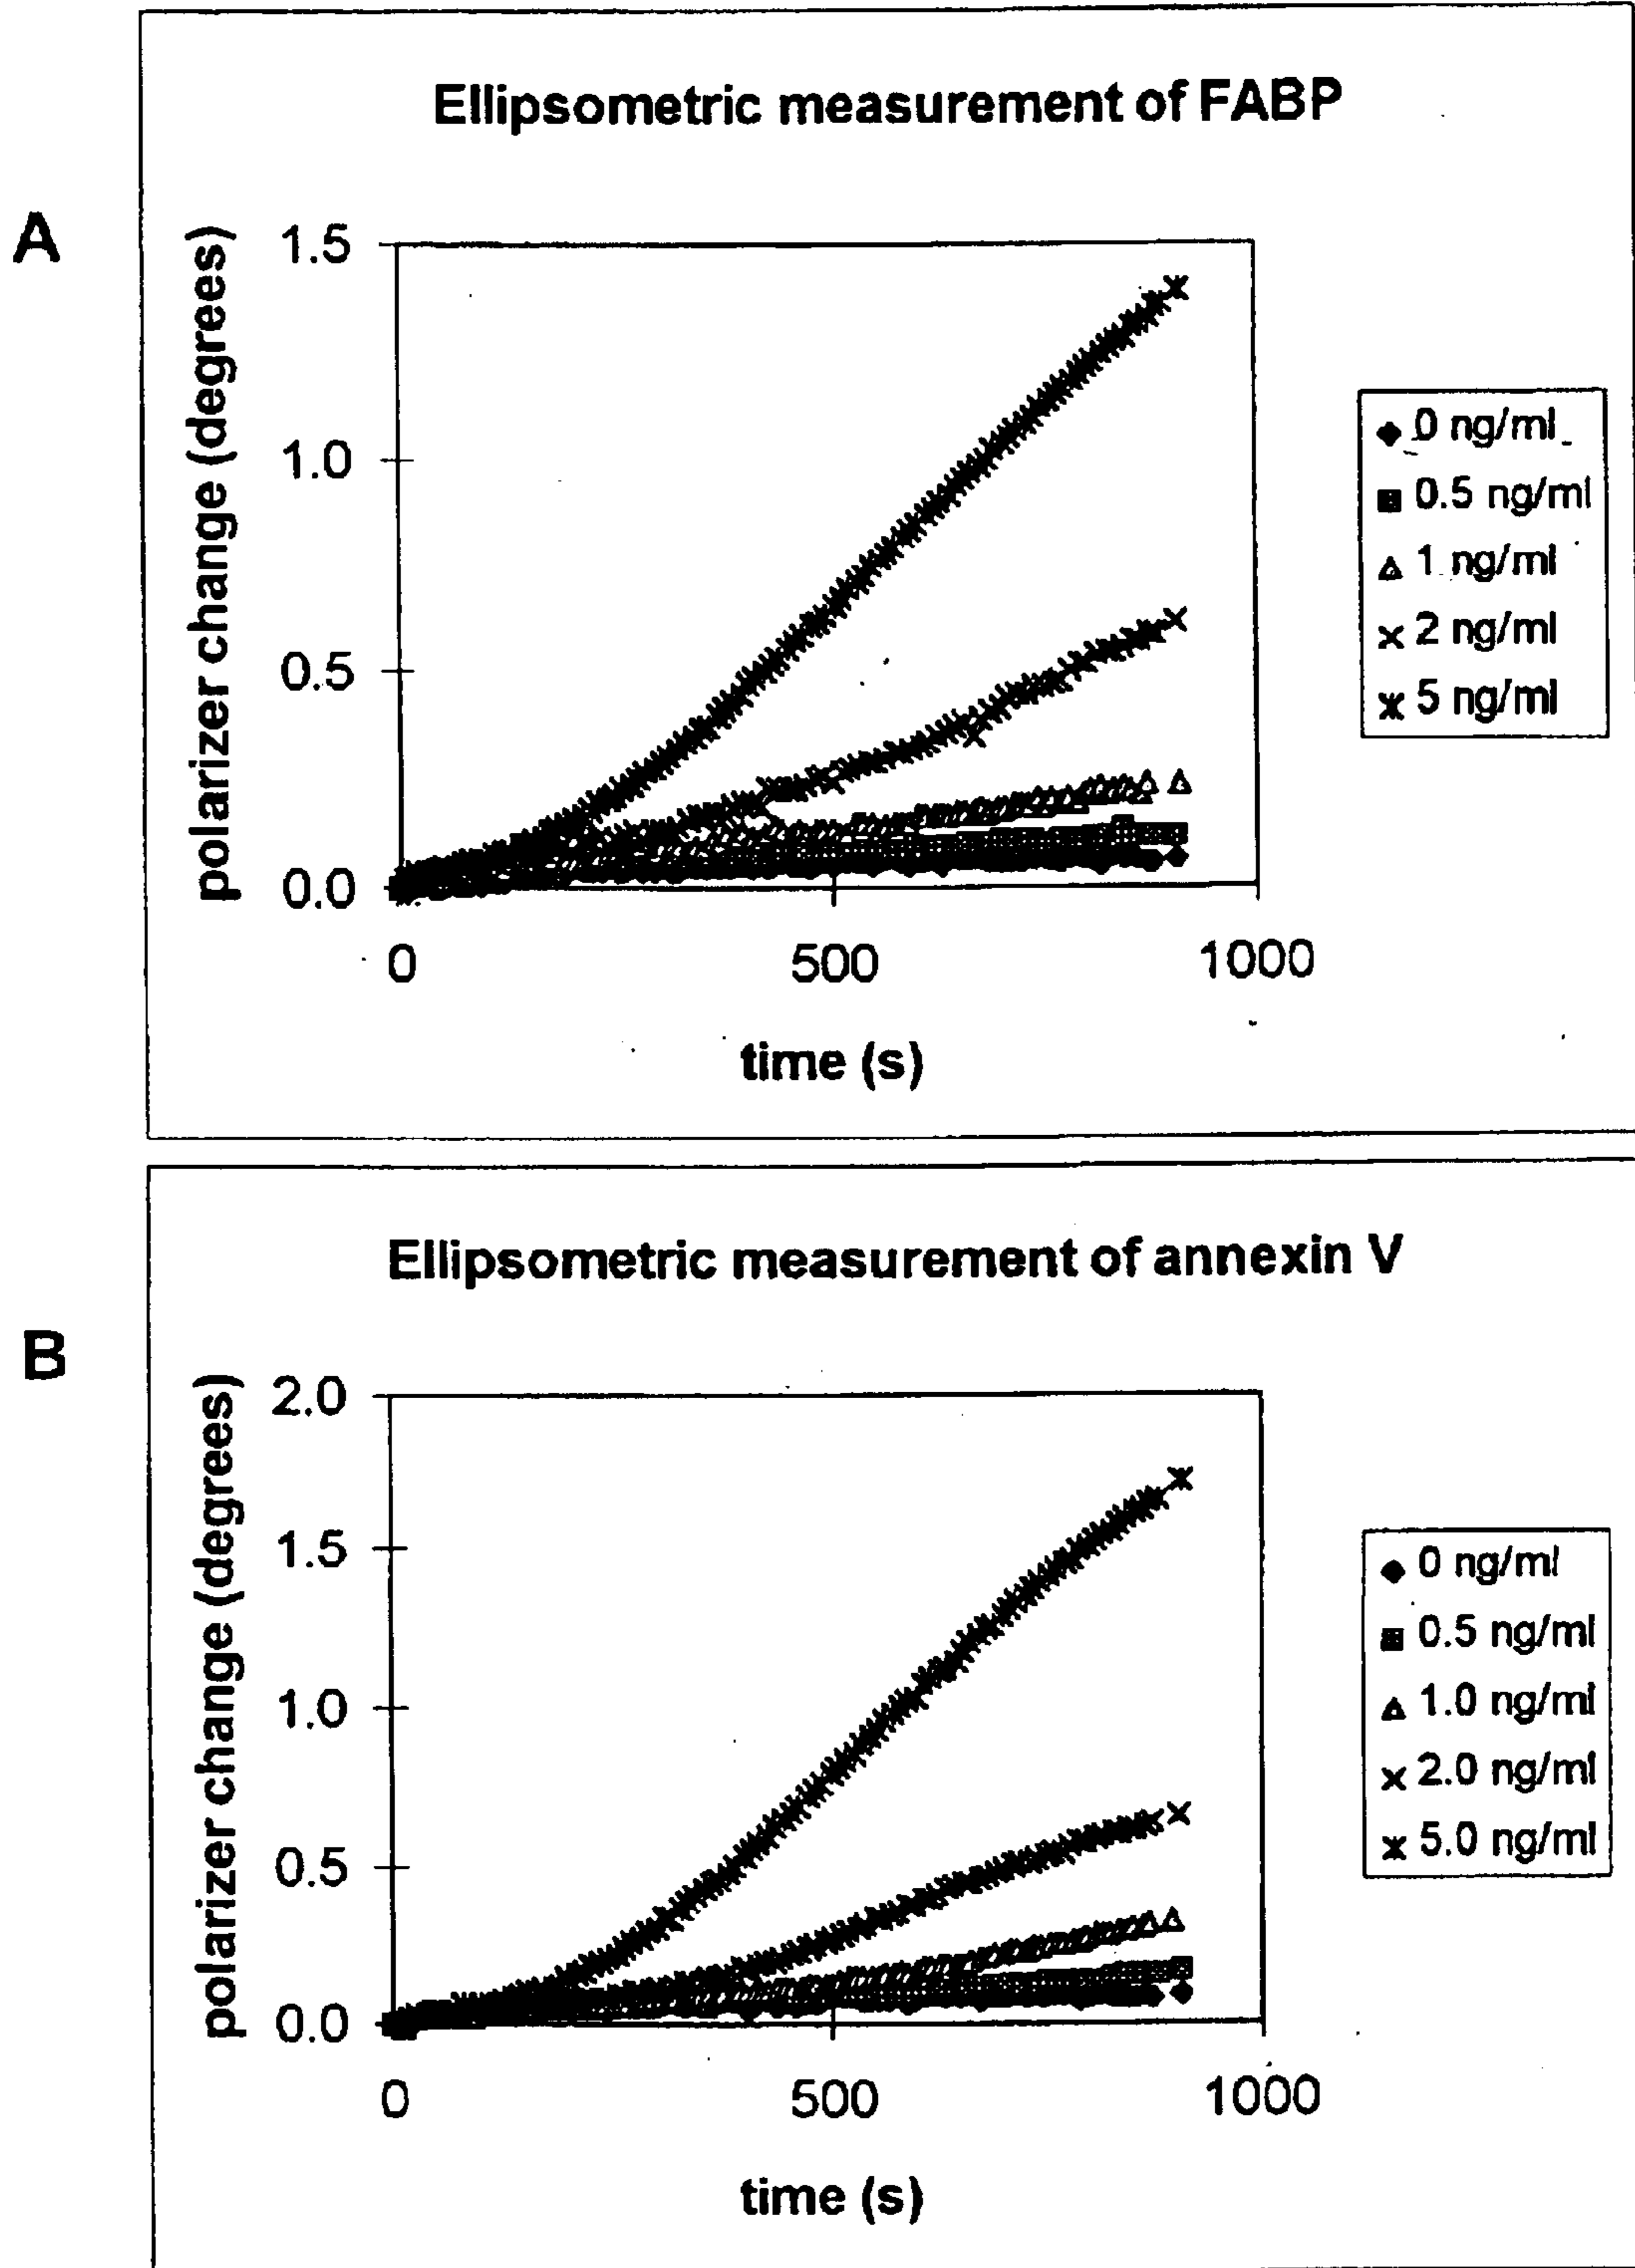 A
Ellipsometric measurement of FABP
polarizer change (degrees)
1.5
1.0
0.5
0.0
0
500
1000
time (s)
0 ng/ml
0.5 ng/ml
1 ng/ml
2 ng/ml
5 ng/ml
B
Ellipsometric measurement of annexin V
polarizer change (degrees)
2.0
1.5
1.0
0.5
0.0
0
500
1000
time (s)
0 ng/ml
0.5 ng/ml
1.0 ng/ml
2.0 ng/ml
5.0 ng/ml